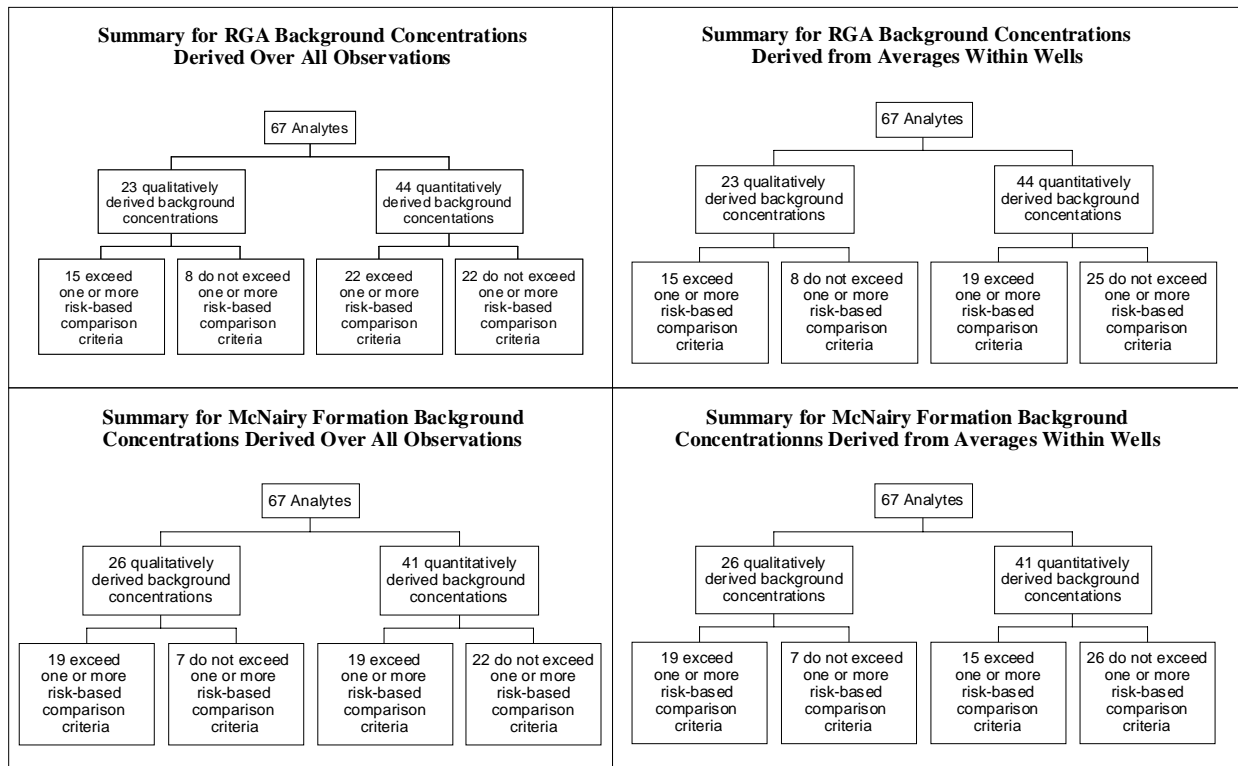 Summary for RGA Background Concentrations
Derived Over All Observations
67 Analytes
23 qualitatively
derived background
concentrations
44 quantitatively
derived background
concentations
15 exceed
one or more
risk-based
comparison
criteria
8 do not exceed
one or more
risk-based
comparison
criteria
22 exceed
one or more
risk-based
comparison
criteria
22 do not exceed
one or more
risk-based
comparison
criteria
Summary for RGA Background Concentrations
Derived from Averages Within Wells
67 Analytes
23 qualitatively
derived background
concentrations
44 quantitatively
derived background
concentations
15 exceed
one or more
risk-based
comparison
criteria
8 do not exceed
one or more
risk-based
comparison
criteria
19 exceed
one or more
risk-based
comparison
criteria
25 do not exceed
one or more
risk-based
comparison
criteria
Summary for McNairy Formation Background
Concentrations Derived Over All Observations
67 Analytes
26 qualitatively
derived background
concentrations
41 quantitatively
derived background
concentations
19 exceed
one or more
risk-based
comparison
criteria
7 do not exceed
one or more
risk-based
comparison
criteria
19 exceed
one or more
risk-based
comparison
criteria
22 do not exceed
one or more
risk-based
comparison
criteria
Summary for McNairy Formation Background
Concentrationns Derived from Averages Within Wells
67 Analytes
26 qualitatively
derived background
concentrations
41 quantitatively
derived background
concentations
19 exceed
one or more
risk-based
comparison
criteria
7 do not exceed
one or more
risk-based
comparison
criteria
15 exceed
one or more
risk-based
comparison
criteria
26 do not exceed
one or more
risk-based
comparison
criteria